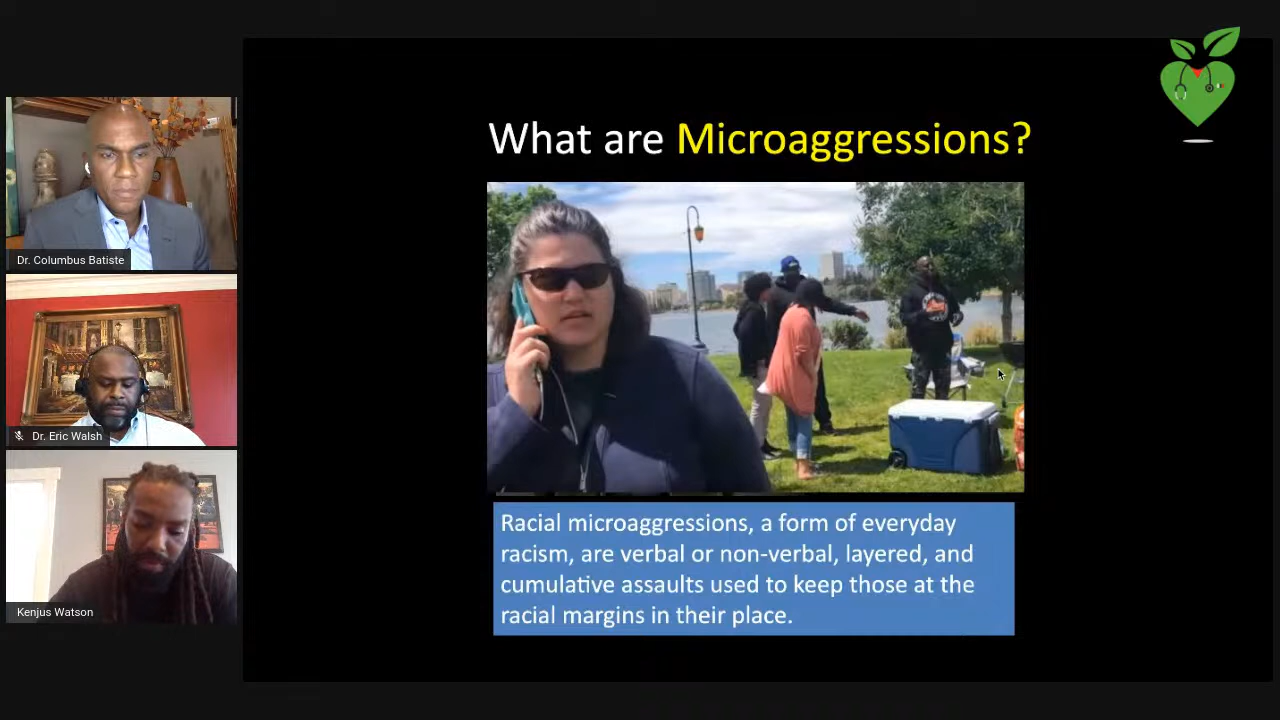 What are Microaggressions?
Dr. Columbus Batiste
Dr. Eric Walsh
Kenjus Watson
Racial microaggressions, a form of everyday
racism, are verbal or non-verbal, layered, and
cumulative assaults used to keep those at the
racial margins in their place.